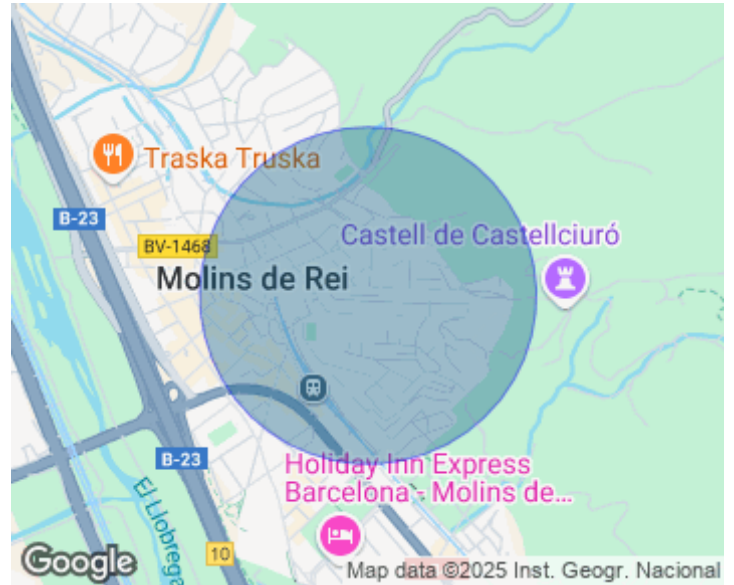 Traska Truska
B-23
BV-1468
Castell de Castellciuró
Molins de Rei
B-23
Holiday Inn Express
Barcelona - Molins de...
El Llobrega
10
Google
Map data ©2025 Inst. Geogr. Nacional